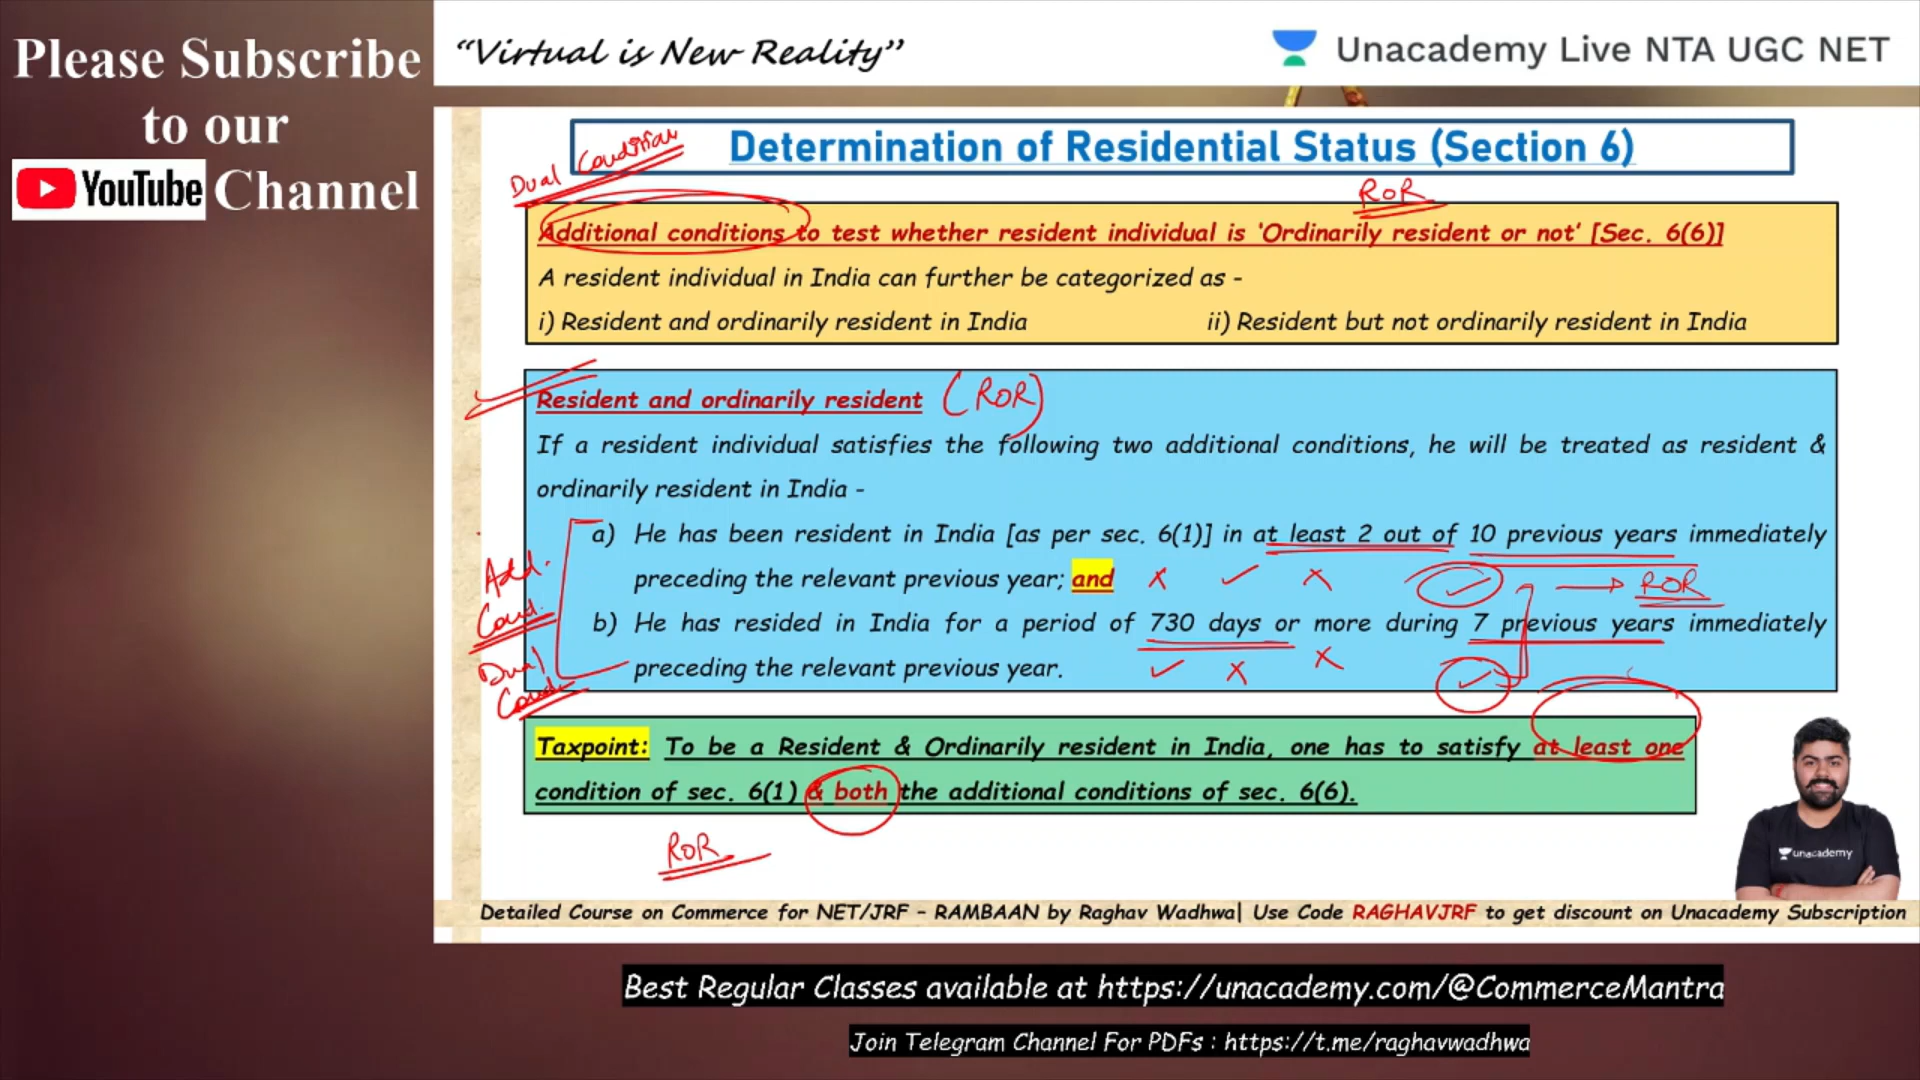 Please Subscribe
to our
YouTube Channel
“Virtual is New Reality”
Unacademy Live NTA UGC NET
Determination of Residential Status (Section 6)
Dual Condition
ROR
Additional conditions to test whether resident individual is ‘Ordinarily resident or not’ [Sec. 6(6)]
A resident individual in India can further be categorized as -
i) Resident and ordinarily resident in India
ii) Resident but not ordinarily resident in India
Resident and ordinarily resident (ROR)
If a resident individual satisfies the following two additional conditions, he will be treated as resident &
ordinarily resident in India -
a) He has been resident in India [as per sec. 6(1)] in at least 2 out of 10 previous years immediately
preceding the relevant previous year; and
ROR
Add.
Cond.
b) He has resided in India for a period of 730 days or more during 7 previous years immediately
preceding the relevant previous year.
Dual
Cond.
Taxpoint: To be a Resident & Ordinarily resident in India, one has to satisfy at least one
condition of sec. 6(1) & both the additional conditions of sec. 6(6).
ROR
unacademy
Detailed Course on Commerce for NET/JRF – RAMBAAN by Raghav Wadhwa| Use Code RAGHAVJRF to get discount on Unacademy Subscription
Best Regular Classes available at https://unacademy.com/@CommerceMantra
Join Telegram Channel For PDFs : https://t.me/raghavwadhwa